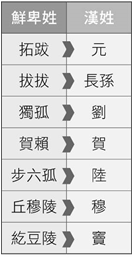 鮮卑姓 漢姓
拓跋 元
拔拔 長孫
獨孤 劉
賀賴 賀
步六孤 陸
丘穆陵 穆
紇豆陵 竇